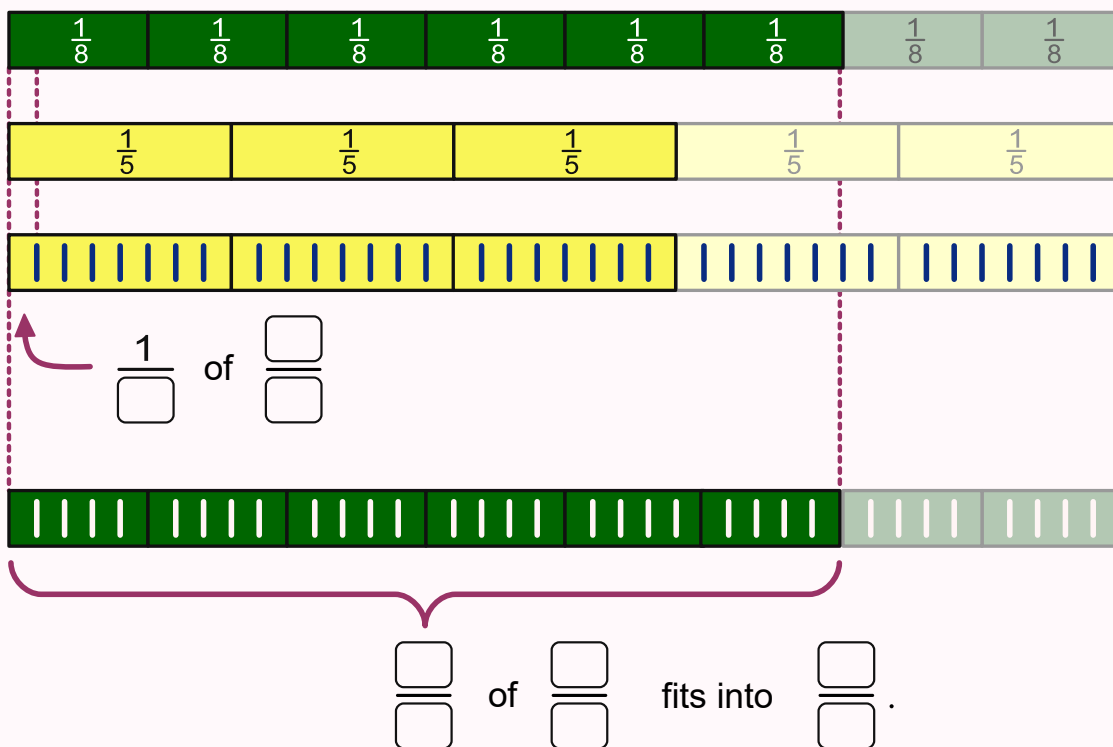 1/8 1/8 1/8 1/8 1/8 1/8 1/8 1/8
1/5 1/5 1/5 1/5 1/5
1/□ of □/□
□/□ of □/□ fits into □/□ .